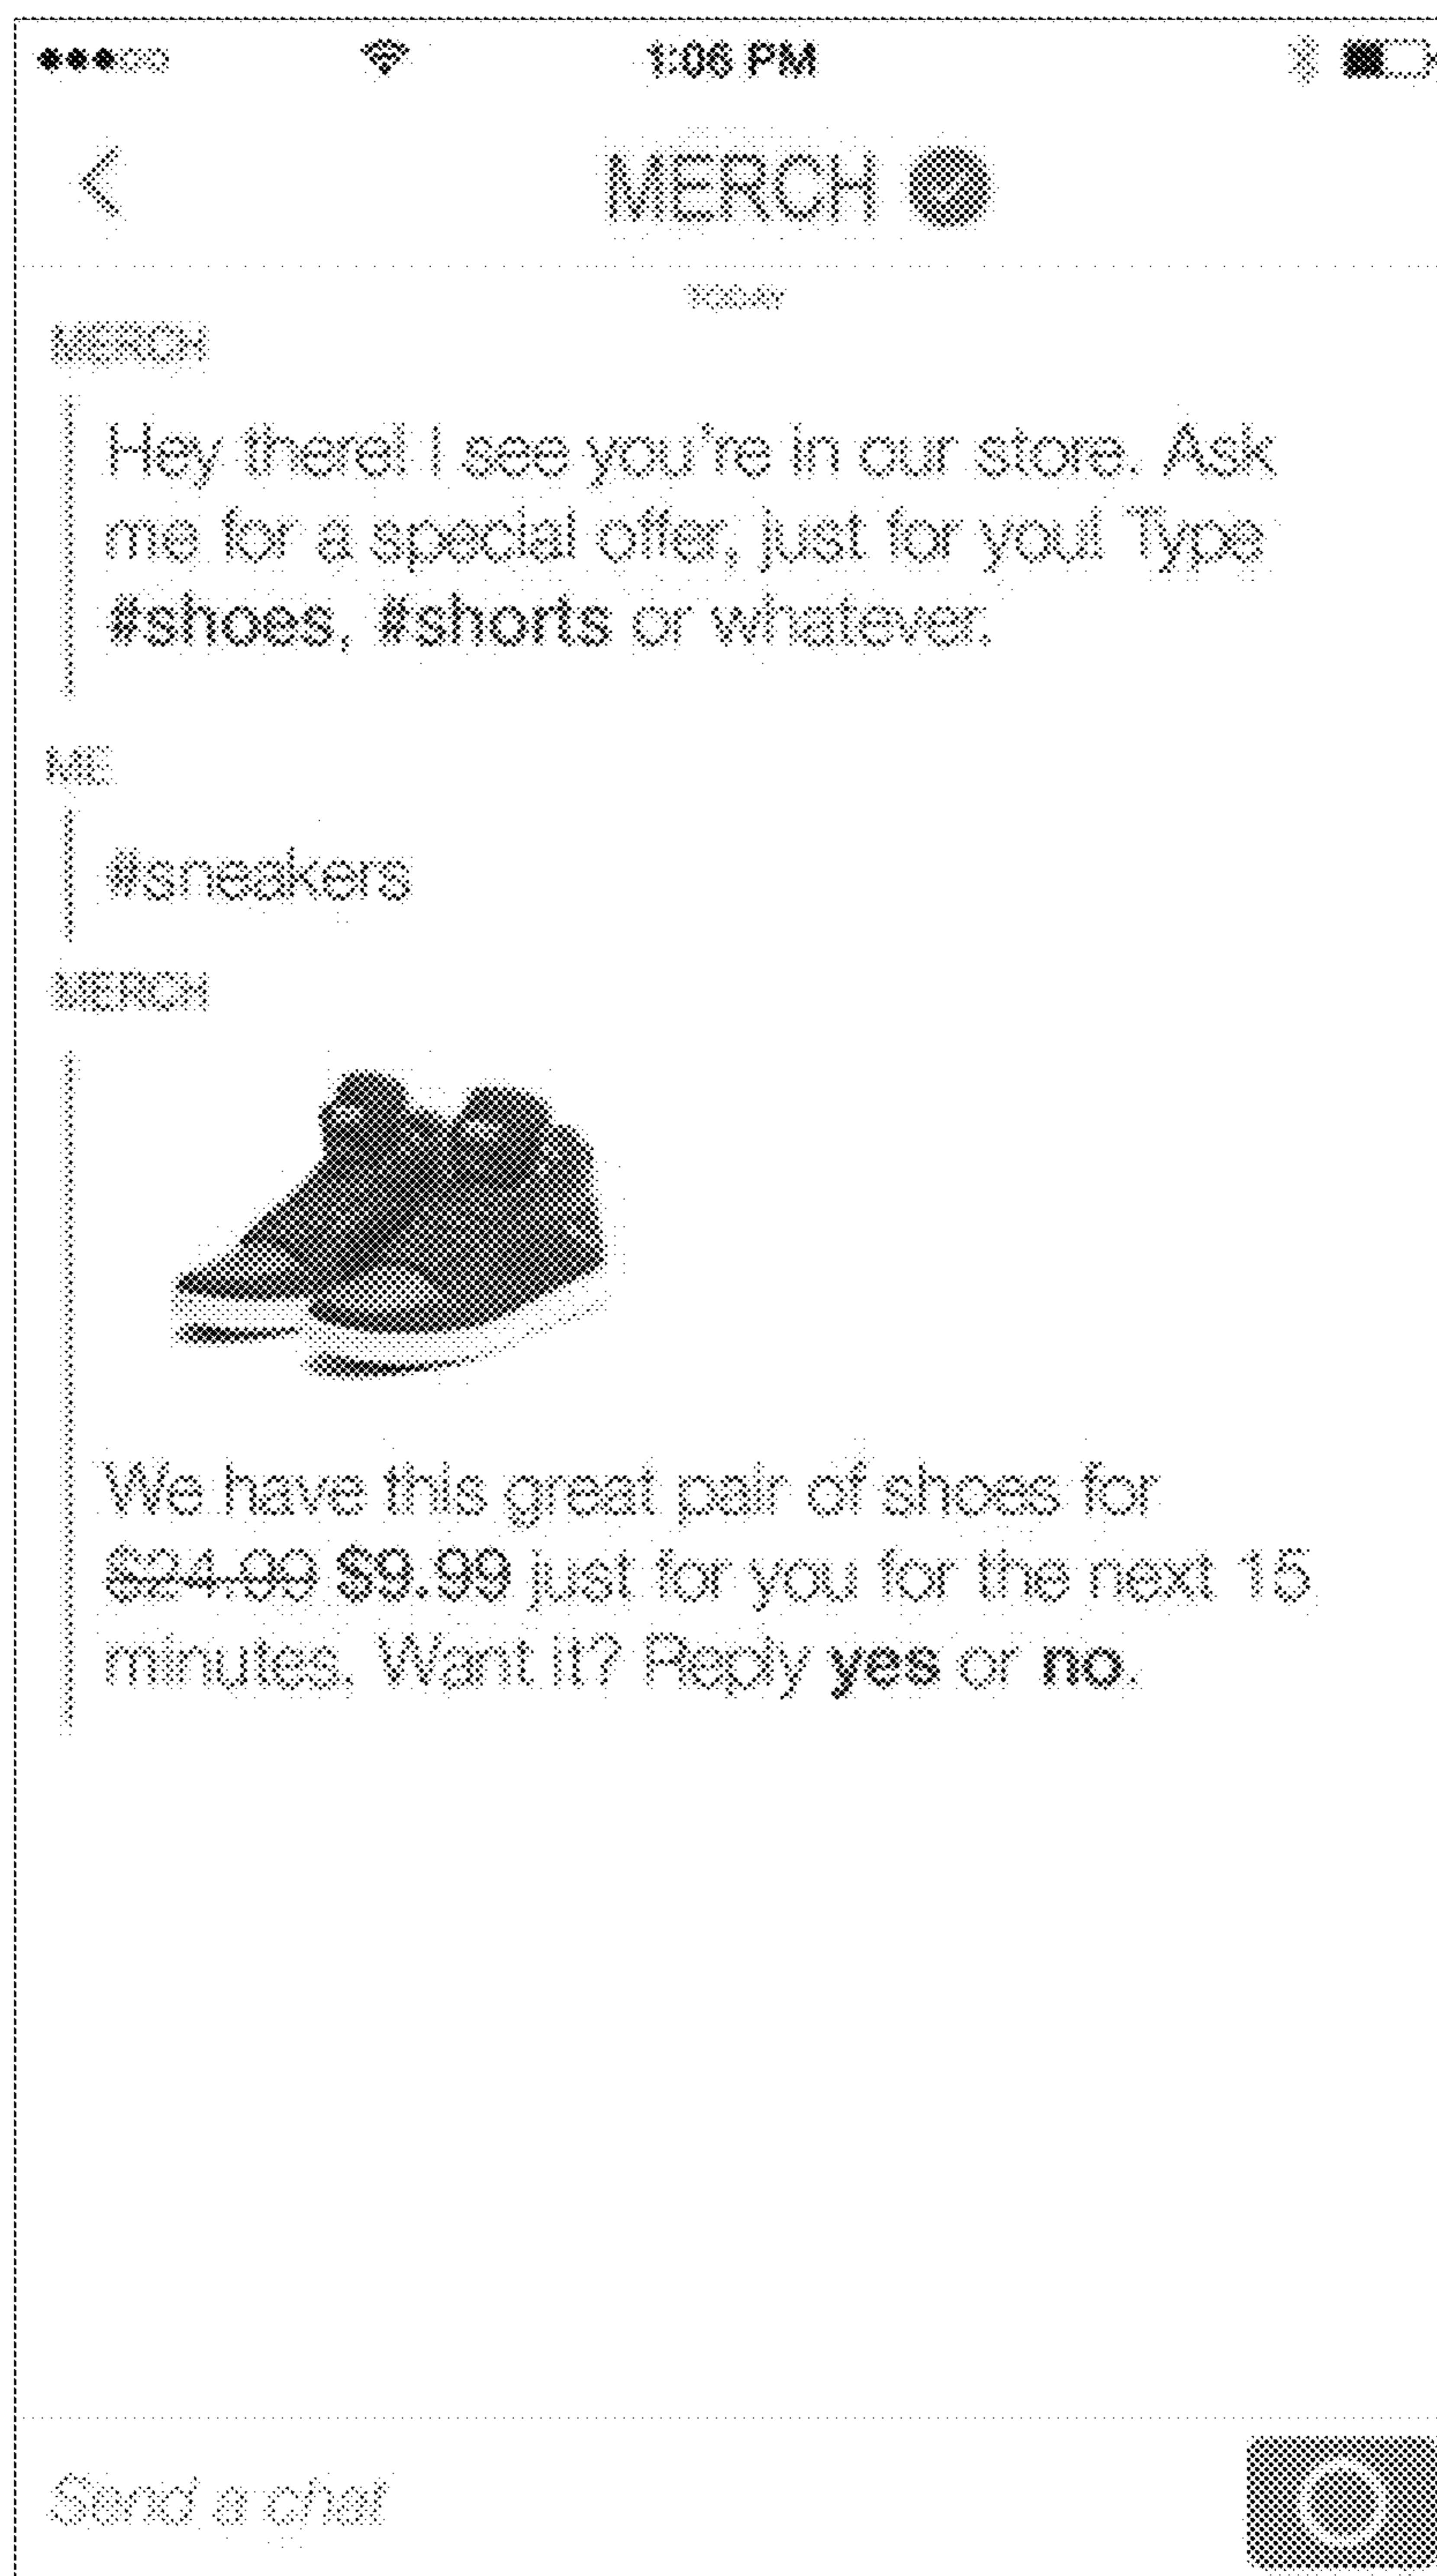 1:06 PM
MERCH
TODAY
MERCH
Hey there! I see you're in our store. Ask
me for a special offer, just for you! Type
#shoes, #shorts or whatever.
ME
#sneakers
MERCH
We have this great pair of shoes for
$24.99 $9.99 just for you for the next 15
minutes. Want it? Reply yes or no.
Send a chat